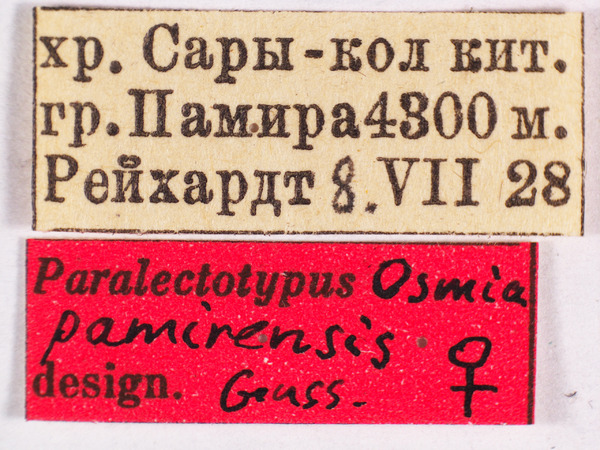 хр. Сары-кол кит.
гр. Памира 4300 м.
Рейхардт 8. VII 28
Paralectotypus Osmia
pamirensis ♀
design. Guss.